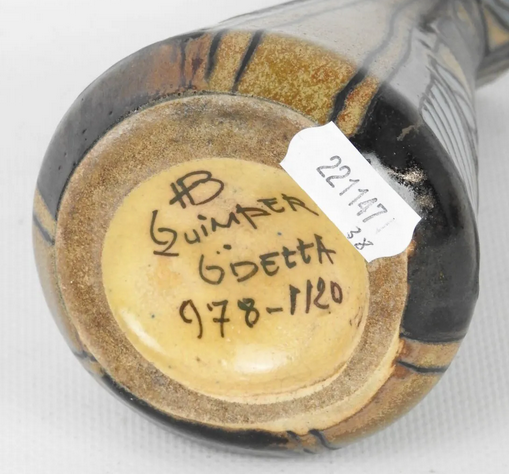 HB
QUIMPER
ODETTA
978-1120
221147
38